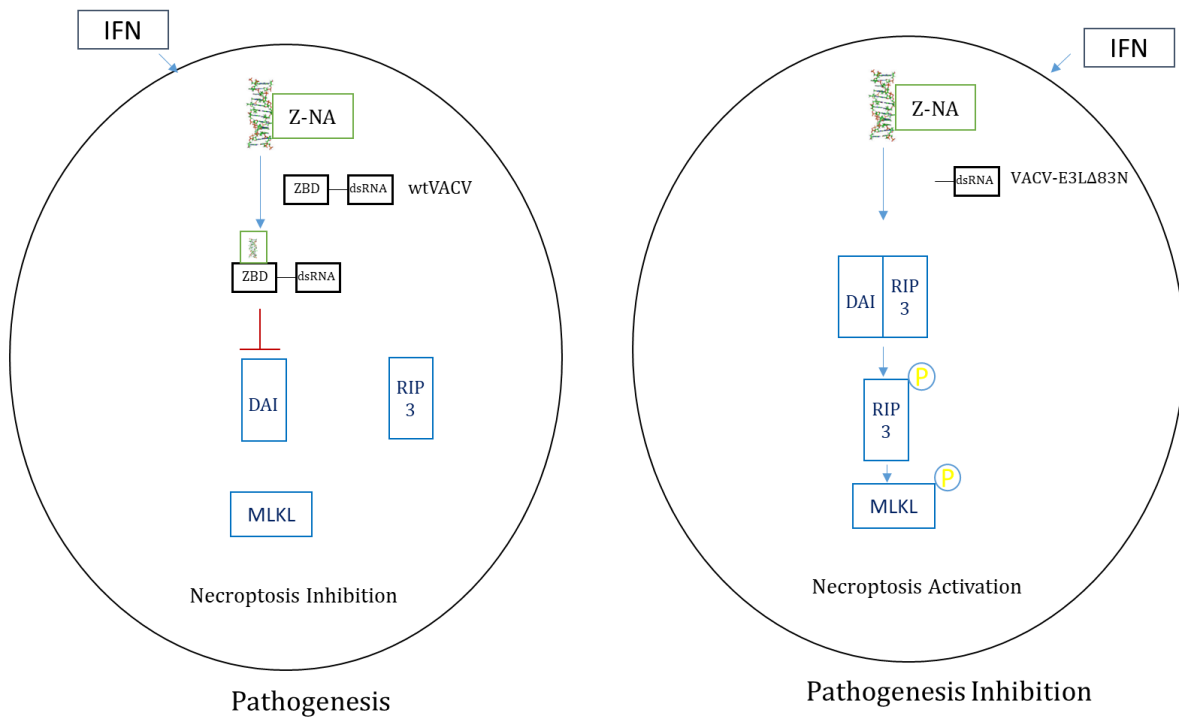 IFN
Z-NA
ZBD
dsRNA
wtVACV
ZBD
dsRNA
DAI
RIP
3
MLKL
Necroptosis Inhibition
Pathogenesis
IFN
Z-NA
dsRNA
VACV-E3LΔ83N
DAI
RIP
3
P
RIP
3
P
MLKL
Necroptosis Activation
Pathogenesis Inhibition